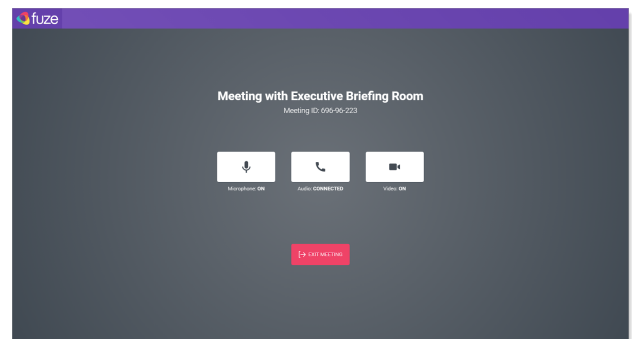 fuze
Meeting with Executive Briefing Room
Meeting ID: 696-96-223
Microphone: ON
Audio: CONNECTED
Video: ON
EXIT MEETING